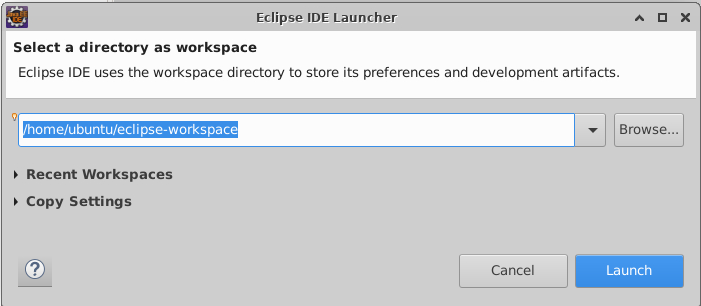 Eclipse IDE Launcher
Select a directory as workspace
Eclipse IDE uses the workspace directory to store its preferences and development artifacts.
/home/ubuntu/eclipse-workspace
Browse...
Recent Workspaces
Copy Settings
?
Cancel
Launch